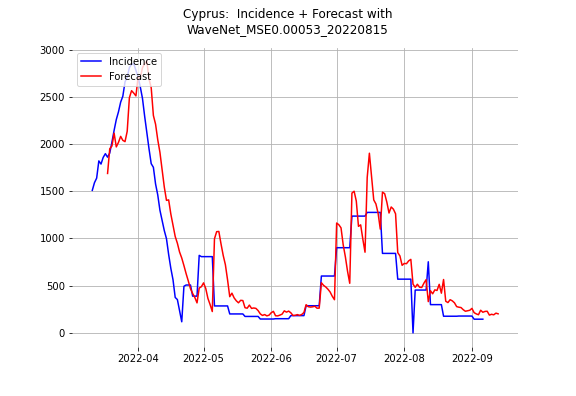 Cyprus:  Incidence + Forecast with
WaveNet_MSE0.00053_20220815
Incidence
Forecast
3000
2500
2000
1500
1000
500
0
2022-04 2022-05 2022-06 2022-07 2022-08 2022-09